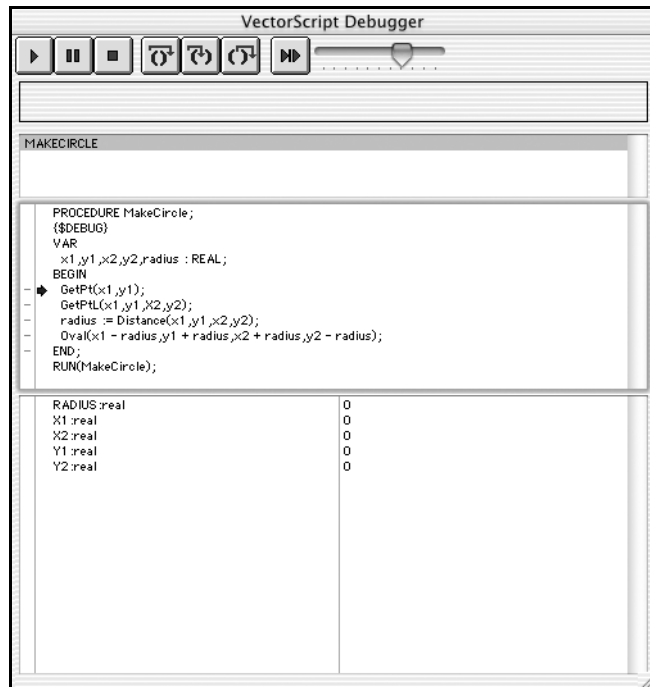 VectorScript Debugger
MAKECIRCLE
PROCEDURE MakeCircle;
{$DEBUG}
VAR
x1,y1,x2,y2,radius : REAL;
BEGIN
GetPt(x1,y1);
GetPtL(x1,y1,X2,y2);
radius := Distance(x1,y1,x2,y2);
Oval(x1 - radius,y1 + radius,x2 + radius,y2 - radius);
END;
RUN(MakeCircle);
RADIUS:real 0
X1:real 0
X2:real 0
Y1:real 0
Y2:real 0